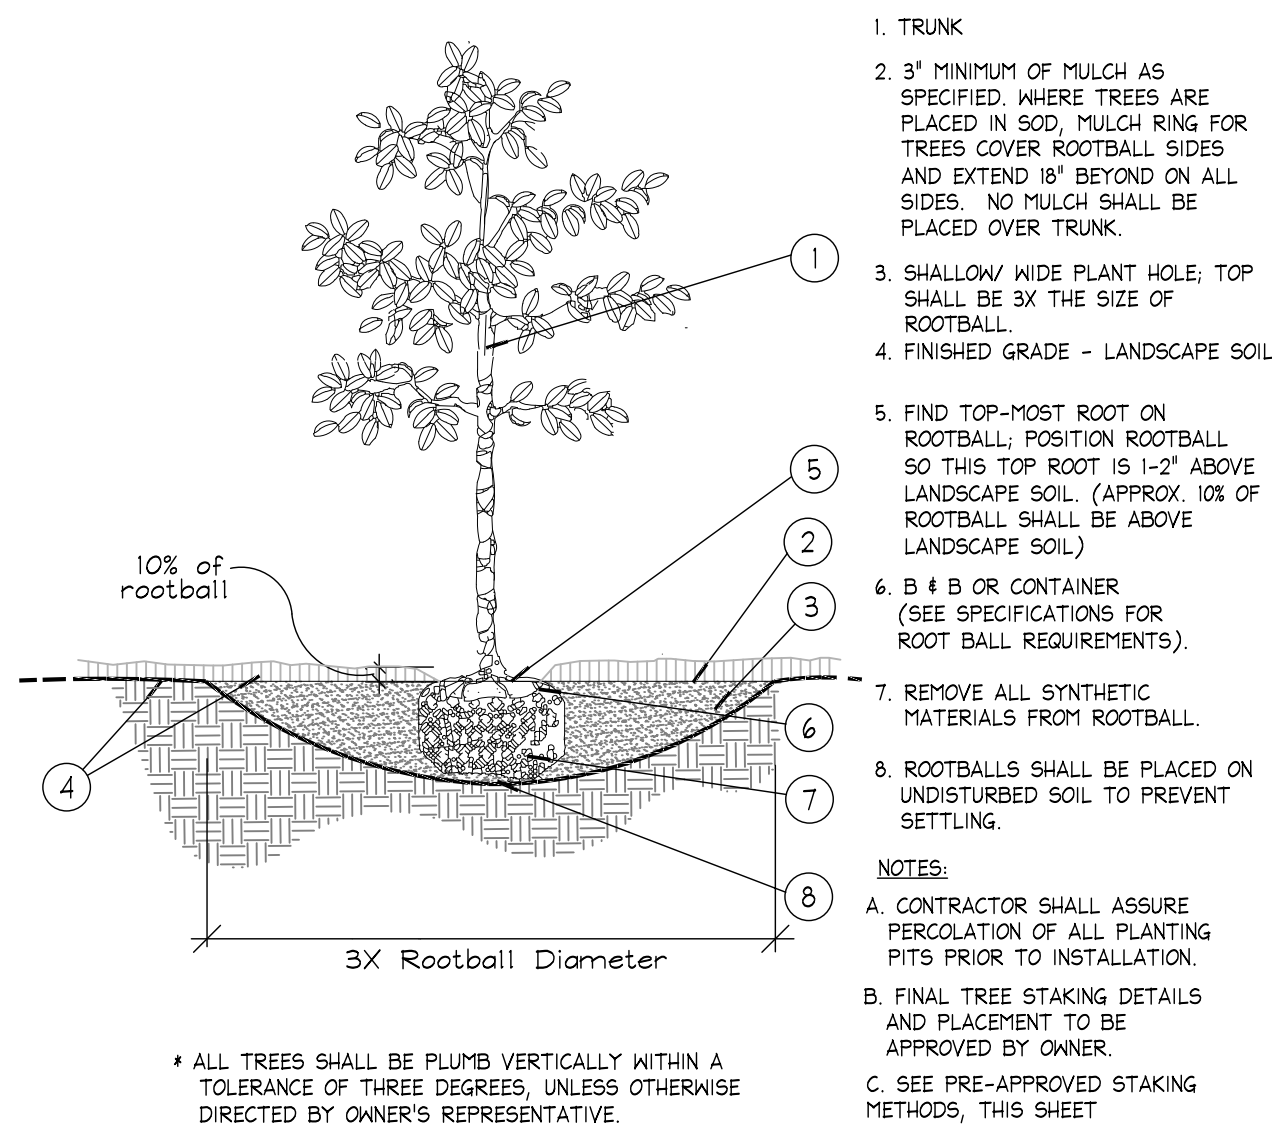 1. TRUNK
2. 3" MINIMUM OF MULCH AS
SPECIFIED. WHERE TREES ARE
PLACED IN SOD, MULCH RING FOR
TREES COVER ROOTBALL SIDES
AND EXTEND 18" BEYOND ON ALL
SIDES. NO MULCH SHALL BE
PLACED OVER TRUNK.
3. SHALLOW/ WIDE PLANT HOLE; TOP
SHALL BE 3X THE SIZE OF
ROOTBALL.
4. FINISHED GRADE - LANDSCAPE SOIL
5. FIND TOP-MOST ROOT ON
ROOTBALL; POSITION ROOTBALL
SO THIS TOP ROOT IS 1-2" ABOVE
LANDSCAPE SOIL. (APPROX. 10% OF
ROOTBALL SHALL BE ABOVE
LANDSCAPE SOIL)
6. B & B OR CONTAINER
(SEE SPECIFICATIONS FOR
ROOT BALL REQUIREMENTS).
7. REMOVE ALL SYNTHETIC
MATERIALS FROM ROOTBALL.
8. ROOTBALLS SHALL BE PLACED ON
UNDISTURBED SOIL TO PREVENT
SETTLING.
NOTES:
A. CONTRACTOR SHALL ASSURE
PERCOLATION OF ALL PLANTING
PITS PRIOR TO INSTALLATION.
B. FINAL TREE STAKING DETAILS
AND PLACEMENT TO BE
APPROVED BY OWNER.
C. SEE PRE-APPROVED STAKING
METHODS, THIS SHEET
1
5
2
3
6
7
8
4
10% of
rootball
3X Rootball Diameter
* ALL TREES SHALL BE PLUMB VERTICALLY WITHIN A
TOLERANCE OF THREE DEGREES, UNLESS OTHERWISE
DIRECTED BY OWNER'S REPRESENTATIVE.